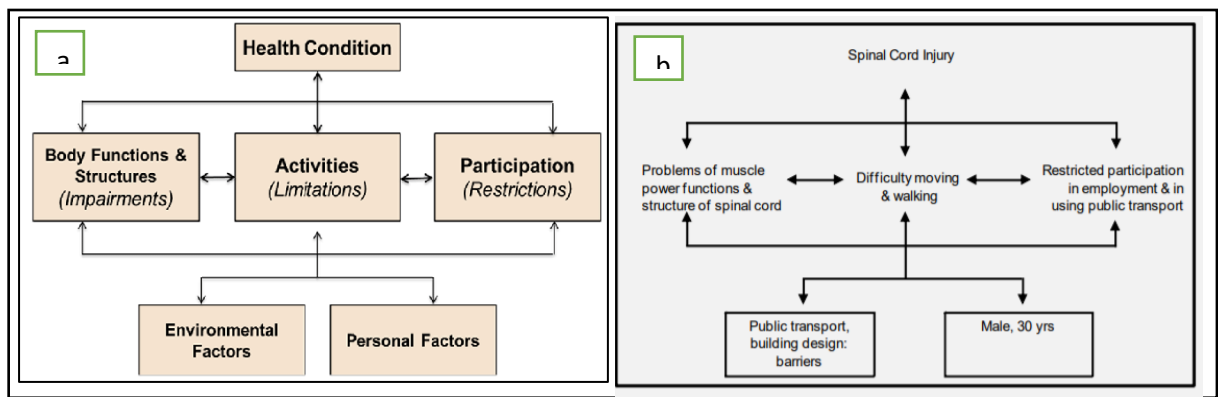 a
Health Condition
Body Functions &
Structures
(Impairments)
Activities
(Limitations)
Participation
(Restrictions)
Environmental
Factors
Personal Factors
b
Spinal Cord Injury
Problems of muscle
power functions &
structure of spinal cord
Difficulty moving
& walking
Restricted participation
in employment & in
using public transport
Public transport,
building design:
barriers
Male, 30 yrs